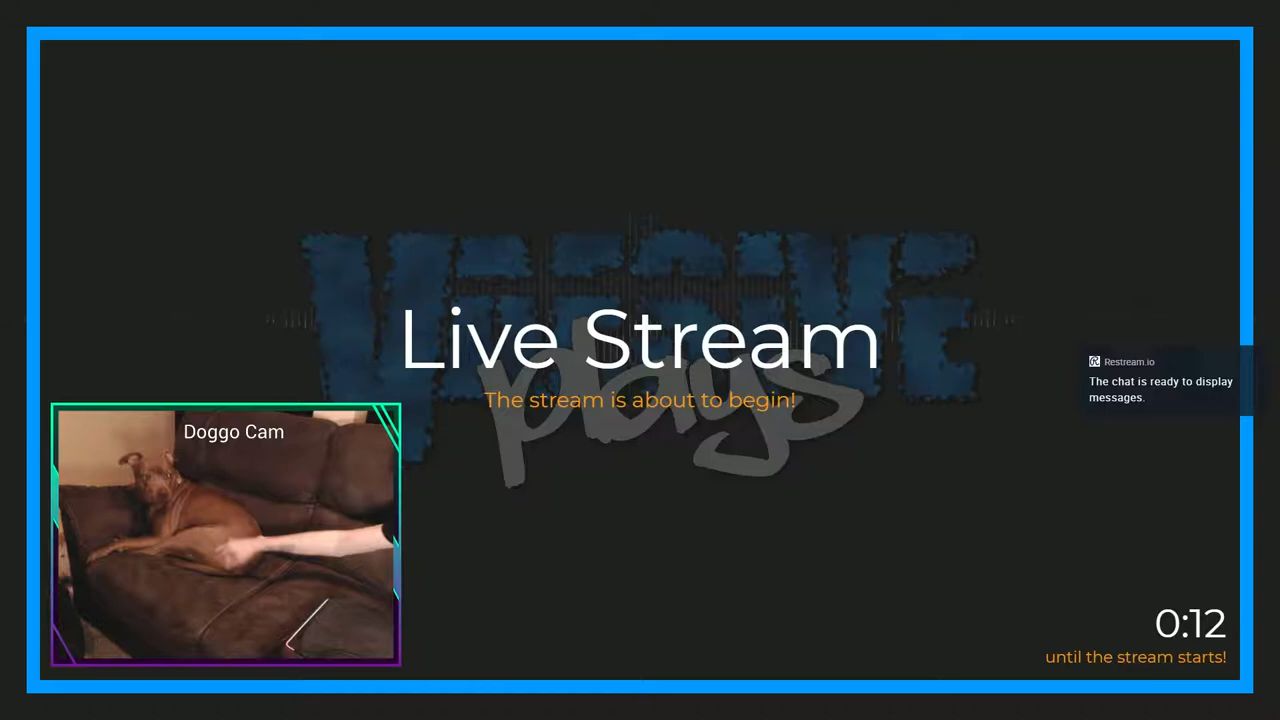 Live Stream
plays
The stream is about to begin!
Restream.io
The chat is ready to display
messages.
Doggo Cam
0:12
until the stream starts!